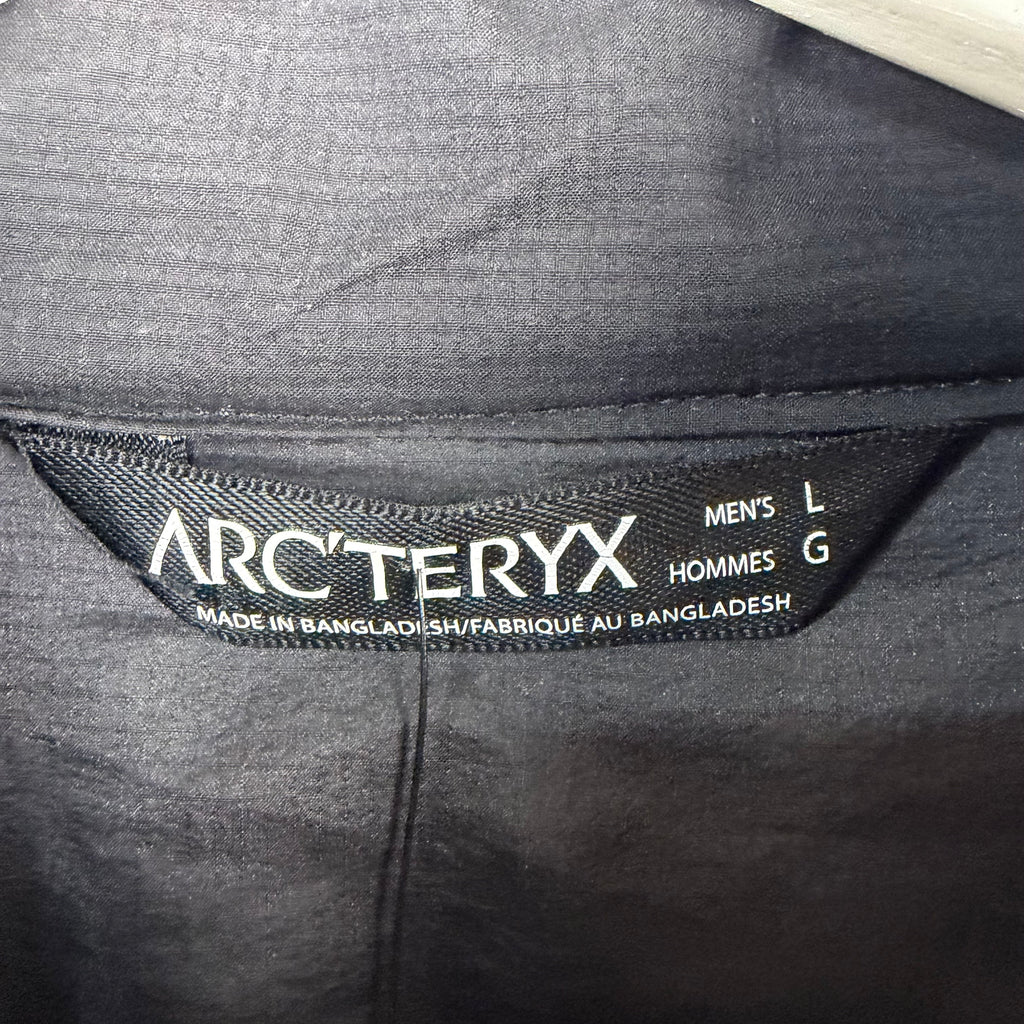 ARC'TERYX
MEN'S L
HOMMES G
MADE IN BANGLADESH/FABRIQUÉ AU BANGLADESH